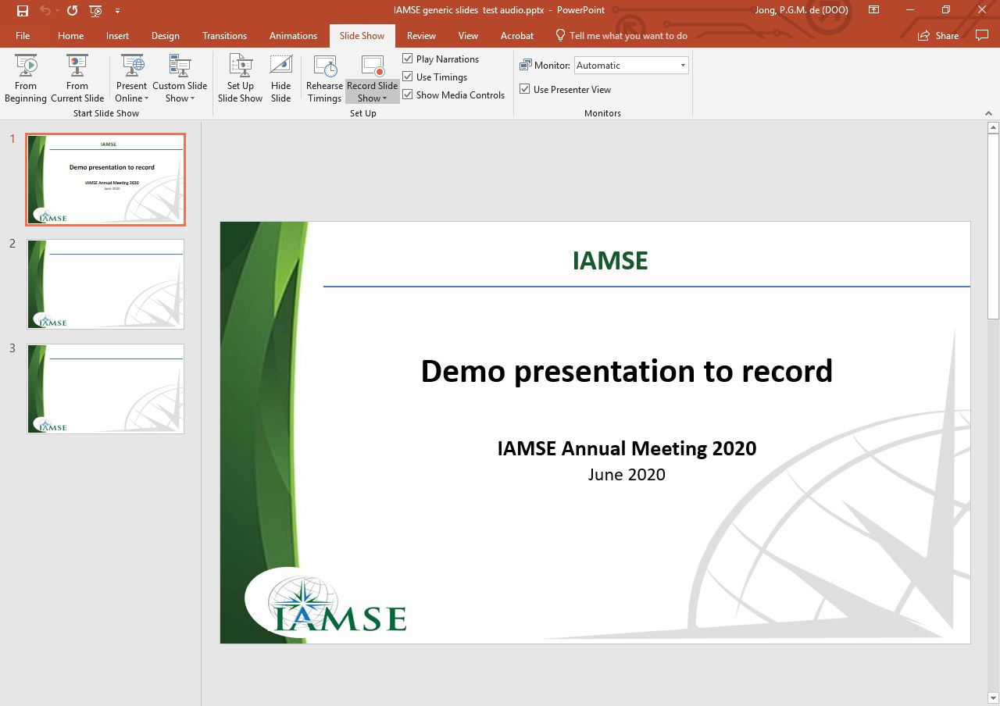 IAMSE generic slides  test audio.pptx  -  PowerPoint
Jong, P.G.M. de (DOO)
File Home Insert Design Transitions Animations Slide Show Review View Acrobat Tell me what you want to do Share
From Beginning
From Current Slide
Present Online
Custom Slide Show
Start Slide Show
Set Up Slide Show
Hide Slide
Rehearse Timings
Record Slide Show
Play Narrations
Use Timings
Show Media Controls
Set Up
Monitor: Automatic
Use Presenter View
Monitors
1
IAMSE
Demo presentation to record
IAMSE Annual Meeting 2020
June 2020
IAMSE
2
IAMSE
3
IAMSE
IAMSE
Demo presentation to record
IAMSE Annual Meeting 2020
June 2020
IAMSE